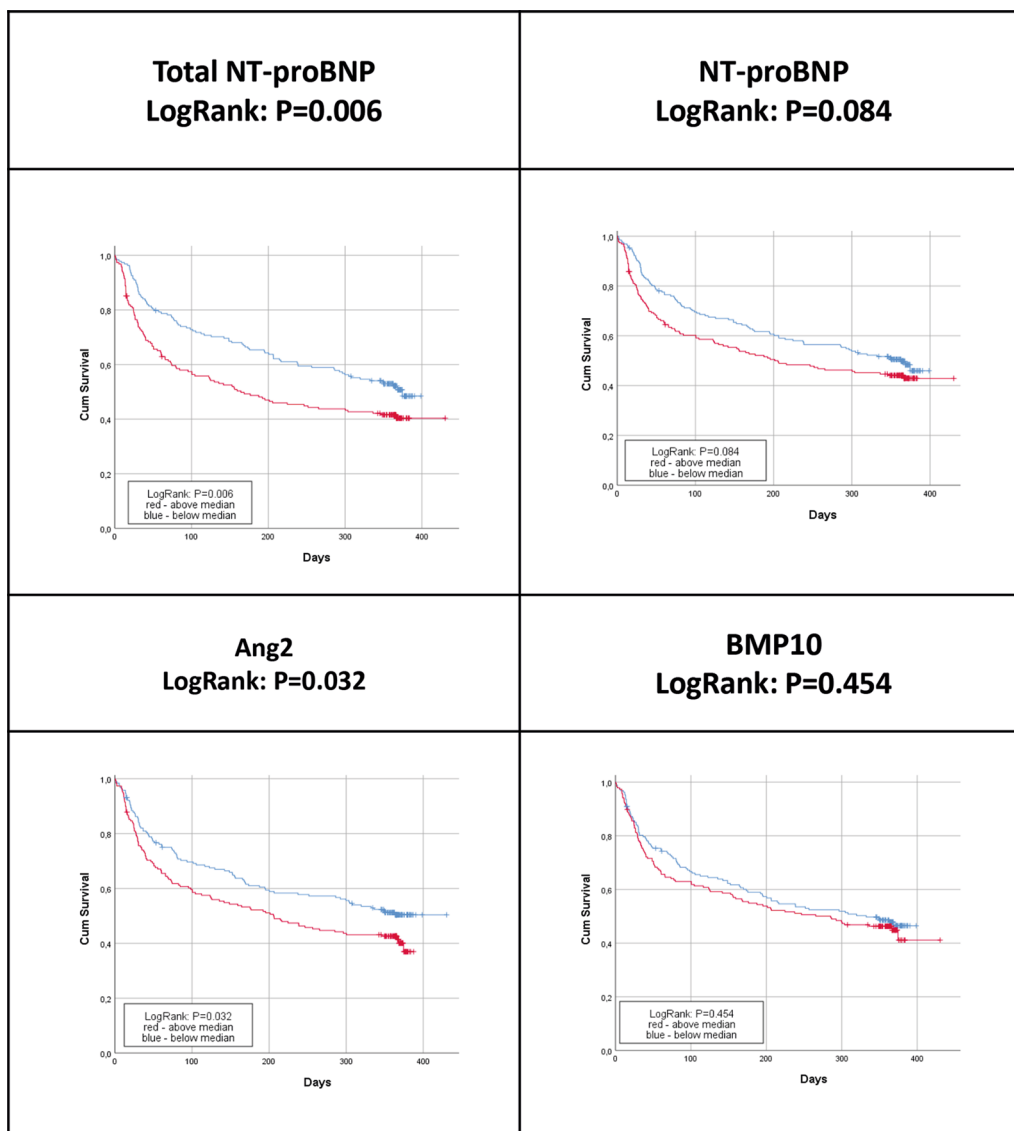 Total NT-proBNP
LogRank: P=0.006
NT-proBNP
LogRank: P=0.084
1,0
0,8
0,6
0,4
0,2
0,0
Cum Survival
LogRank: P=0.006
red - above median
blue - below median
0
100
200
300
400
Days
1,0
0,8
0,6
0,4
0,2
0,0
Cum Survival
LogRank: P=0.084
red - above median
blue - below median
0
100
200
300
400
Days
Ang2
LogRank: P=0.032
BMP10
LogRank: P=0.454
1,0
0,8
0,6
0,4
0,2
0,0
Cum Survival
LogRank: P=0.032
red - above median
blue - below median
0
100
200
300
400
Days
1,0
0,8
0,6
0,4
0,2
0,0
Cum Survival
LogRank: P=0.454
red - above median
blue - below median
0
100
200
300
400
Days